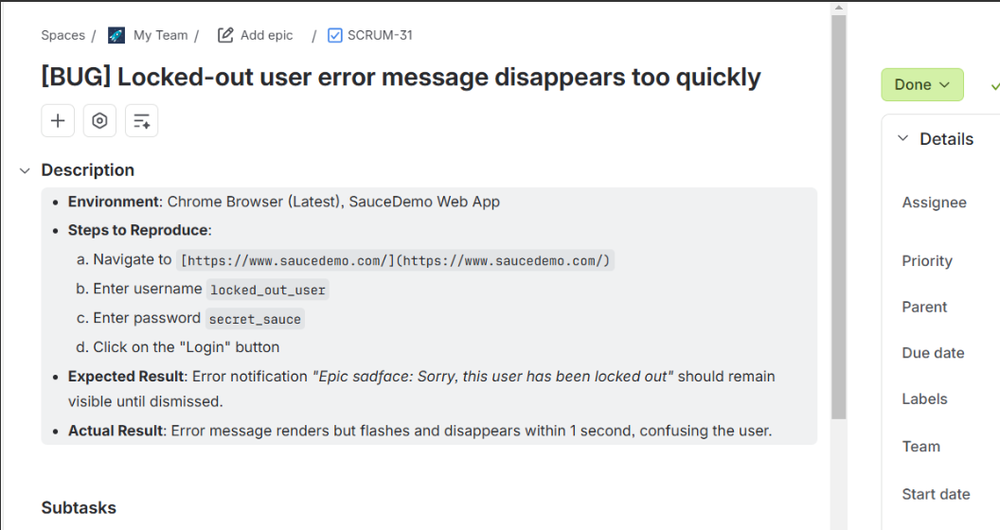 Spaces / My Team / Add epic / SCRUM-31
[BUG] Locked-out user error message disappears too quickly
Done
Details
Description
• Environment: Chrome Browser (Latest), SauceDemo Web App
• Steps to Reproduce:
a. Navigate to [https://www.saucedemo.com/](https://www.saucedemo.com/)
b. Enter username locked_out_user
c. Enter password secret_sauce
d. Click on the "Login" button
• Expected Result: Error notification "Epic sadface: Sorry, this user has been locked out" should remain
visible until dismissed.
• Actual Result: Error message renders but flashes and disappears within 1 second, confusing the user.
Subtasks
Assignee
Priority
Parent
Due date
Labels
Team
Start date